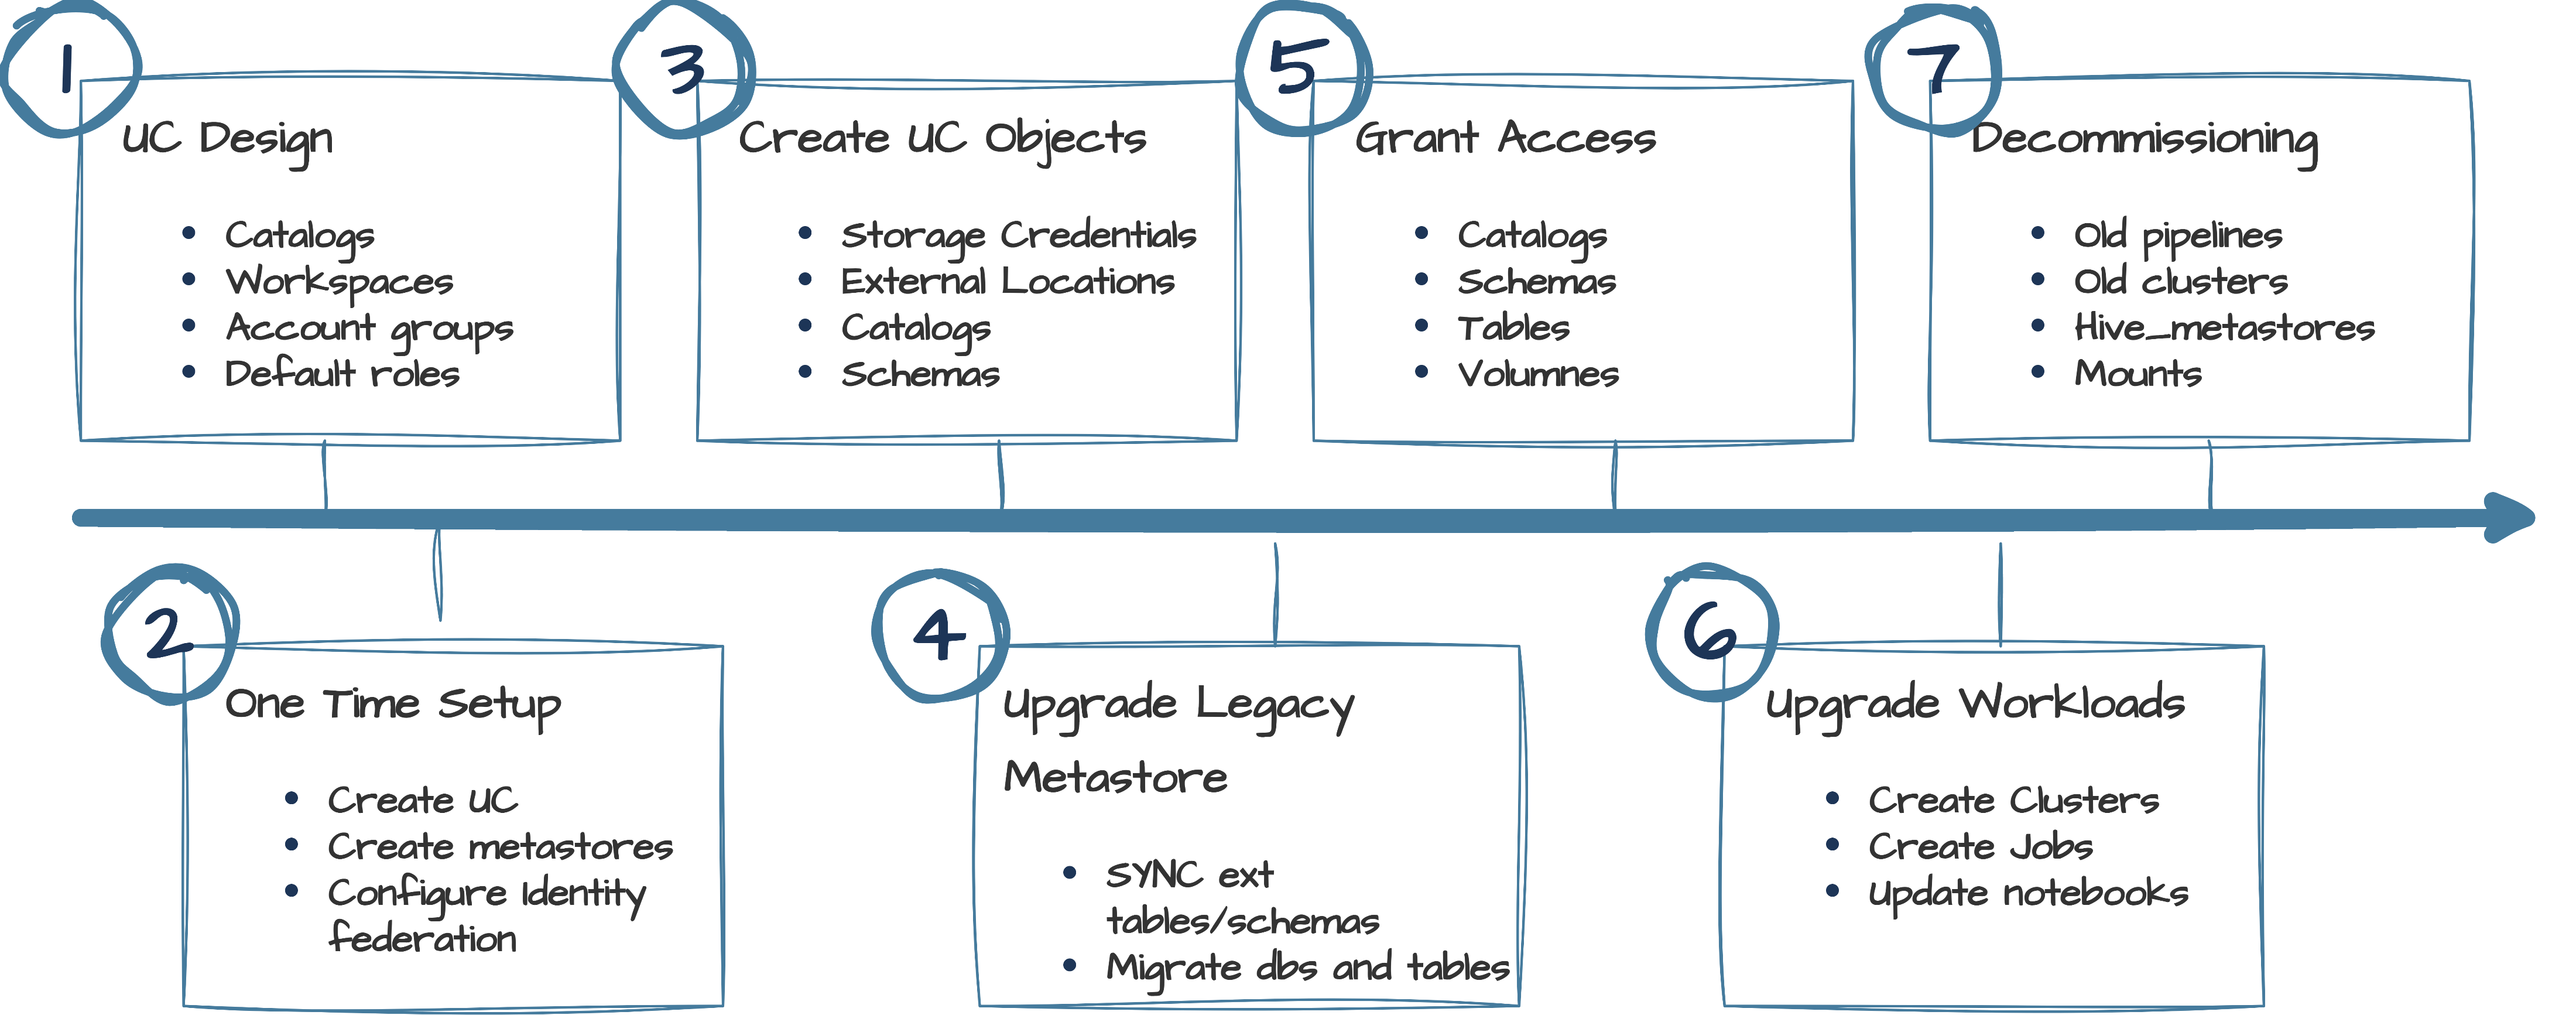 1
UC Design
• Catalogs
• Workspaces
• Account groups
• Default roles
2
One Time Setup
• Create UC
• Create metastores
• Configure Identity
federation
3
Create UC Objects
• Storage Credentials
• External Locations
• Catalogs
• Schemas
4
Upgrade Legacy
Metastore
• SYNC ext
tables/schemas
• Migrate dbs and tables
5
Grant Access
• Catalogs
• Schemas
• Tables
• Volumnes
6
Upgrade Workloads
• Create Clusters
• Create Jobs
• Update notebooks
7
Decommissioning
• Old pipelines
• Old clusters
• Hive_metastores
• Mounts